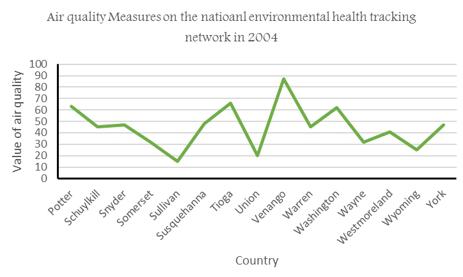 Air quality Measures on the natioanl environmental health tracking
network in 2004
Value of air quality
100
90
80
70
60
50
40
30
20
10
0
Potter
Schuylkill
Snyder
Somerset
Sullivan
Susquehanna
Tioga
Union
Venango
Warren
Washington
Wayne
Westmoreland
Wyoming
York
Country